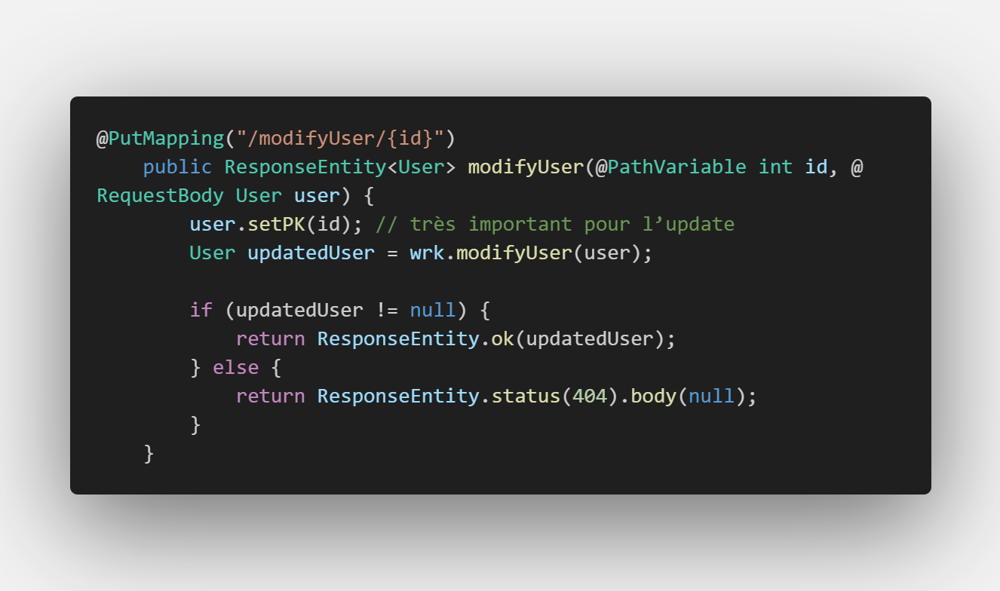 @PutMapping("/modifyUser/{id}")
    public ResponseEntity<User> modifyUser(@PathVariable int id, @
RequestBody User user) {
        user.setPK(id); // très important pour l’update
        User updatedUser = wrk.modifyUser(user);

        if (updatedUser != null) {
            return ResponseEntity.ok(updatedUser);
        } else {
            return ResponseEntity.status(404).body(null);
        }
    }